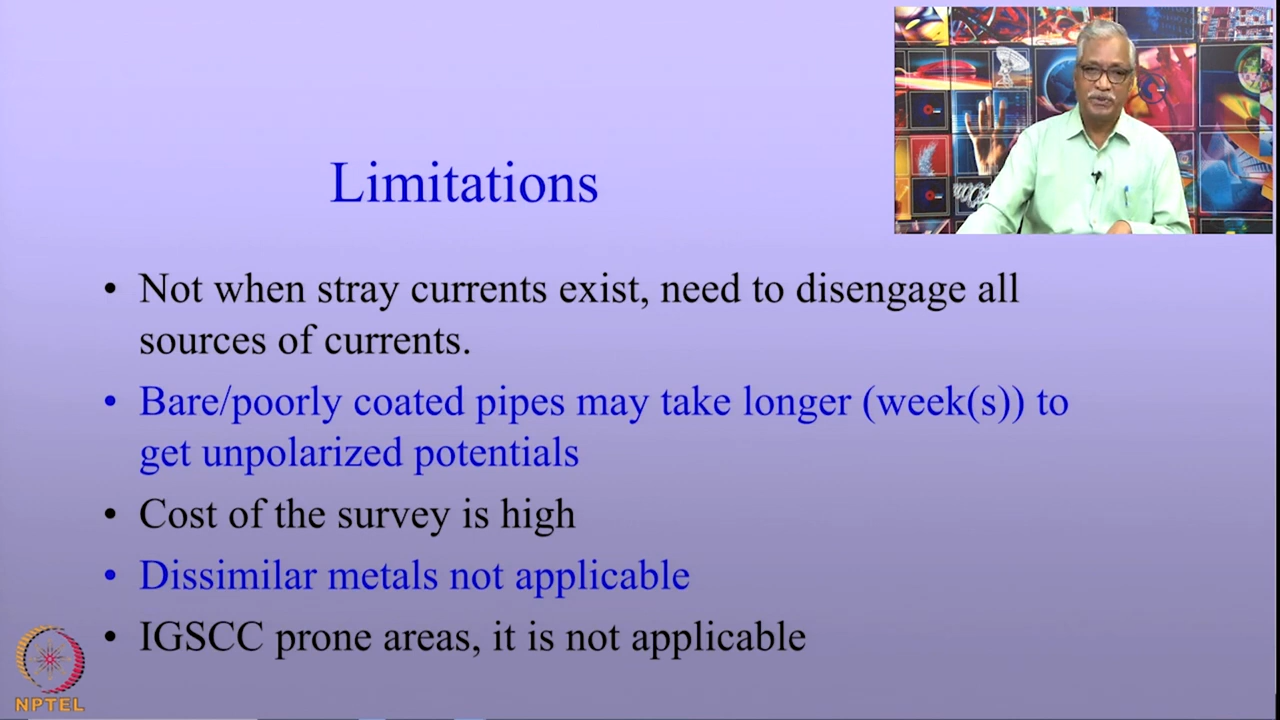 Limitations
• Not when stray currents exist, need to disengage all
sources of currents.
• Bare/poorly coated pipes may take longer (week(s)) to
get unpolarized potentials
• Cost of the survey is high
• Dissimilar metals not applicable
• IGSCC prone areas, it is not applicable
NPTEL